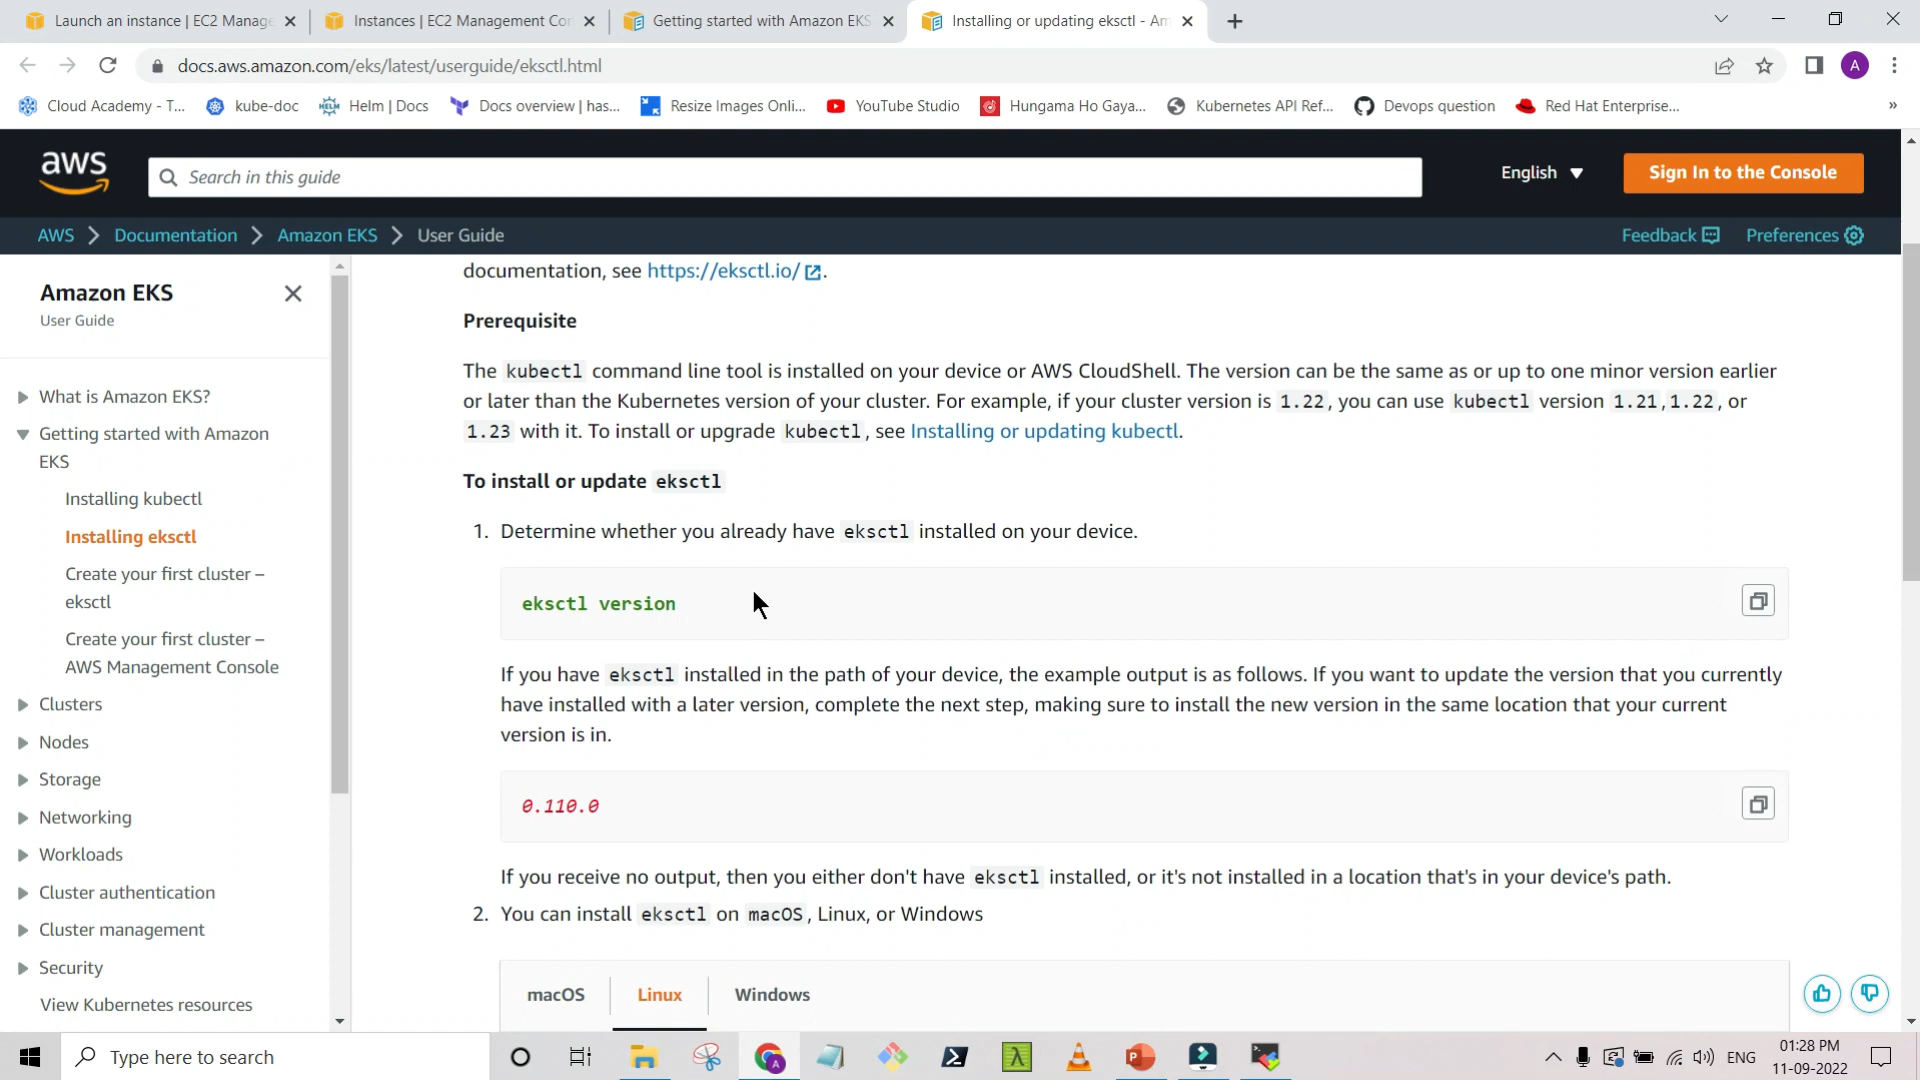 Launch an instance | EC2 Manage
Instances | EC2 Management Con
Getting started with Amazon EKS
Installing or updating eksctl - Am
docs.aws.amazon.com/eks/latest/userguide/eksctl.html
A
Cloud Academy - T...
kube-doc
Helm | Docs
Docs overview | has...
Resize Images Onli...
YouTube Studio
Hungama Ho Gaya...
Kubernetes API Ref...
Devops question
Red Hat Enterprise...
»
aws
Search in this guide
English
Sign In to the Console
AWS
Documentation
Amazon EKS
User Guide
Feedback
Preferences
Amazon EKS
User Guide
What is Amazon EKS?
Getting started with Amazon
EKS
Installing kubectl
Installing eksctl
Create your first cluster –
eksctl
Create your first cluster –
AWS Management Console
Clusters
Nodes
Storage
Networking
Workloads
Cluster authentication
Cluster management
Security
View Kubernetes resources
documentation, see https://eksctl.io/ .
Prerequisite
The kubectl command line tool is installed on your device or AWS CloudShell. The version can be the same as or up to one minor version earlier
or later than the Kubernetes version of your cluster. For example, if your cluster version is 1.22, you can use kubectl version 1.21,1.22, or
1.23 with it. To install or upgrade kubectl, see Installing or updating kubectl.
To install or update eksctl
1. Determine whether you already have eksctl installed on your device.
eksctl version
If you have eksctl installed in the path of your device, the example output is as follows. If you want to update the version that you currently
have installed with a later version, complete the next step, making sure to install the new version in the same location that your current
version is in.
0.110.0
If you receive no output, then you either don't have eksctl installed, or it's not installed in a location that's in your device's path.
2. You can install eksctl on macOS, Linux, or Windows
macOS
Linux
Windows
Type here to search
ENG
01:28 PM
11-09-2022